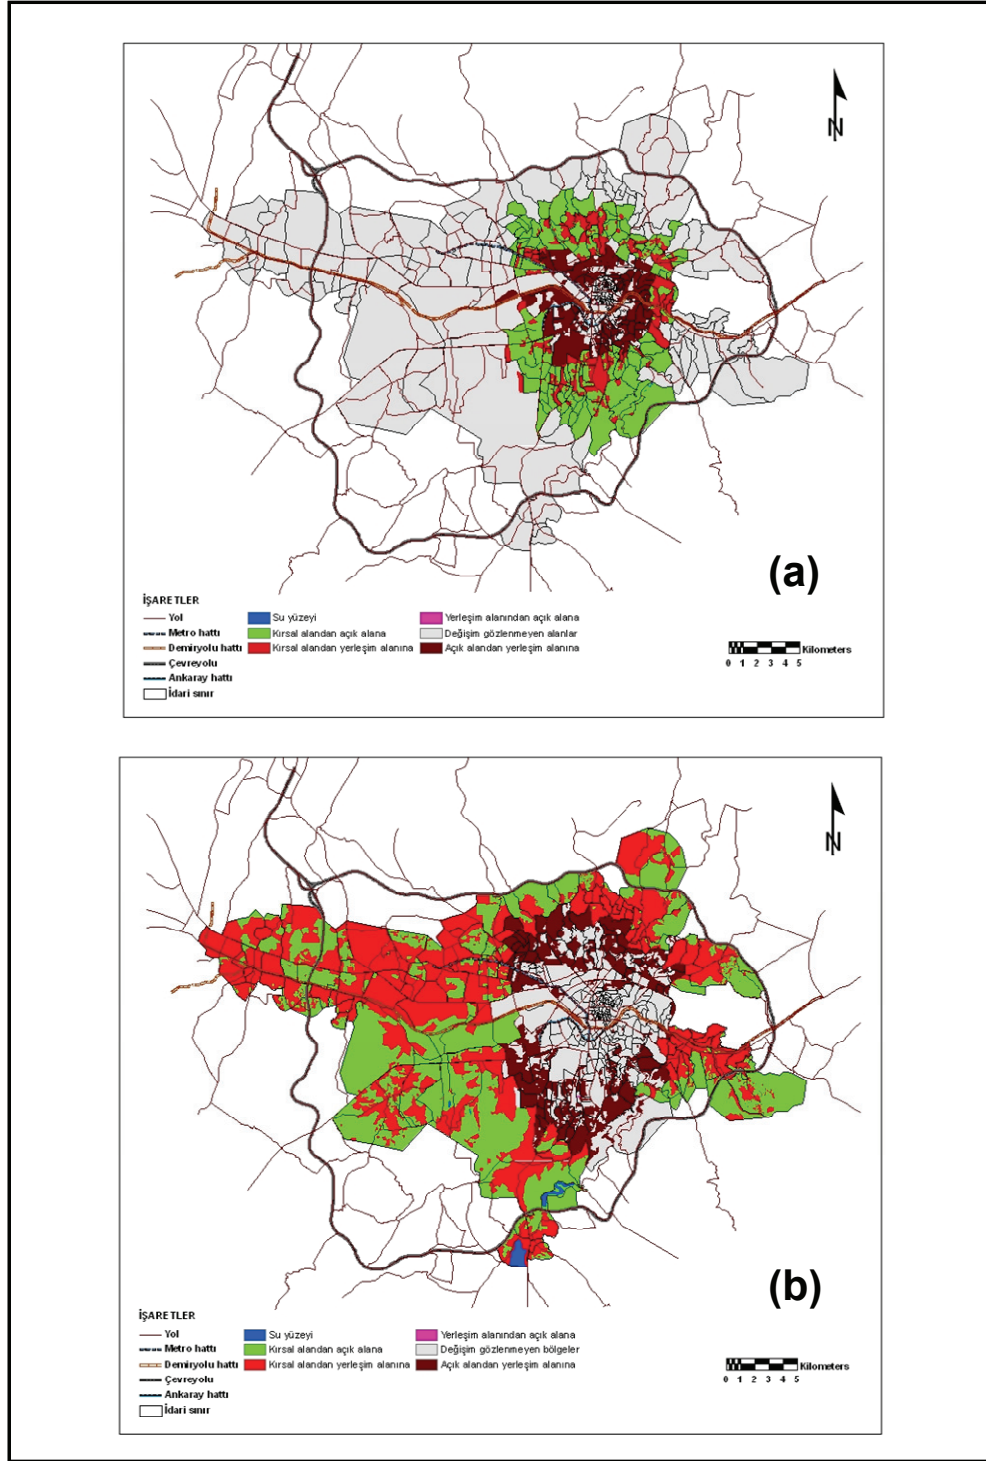 N
(a)
İŞARETLER
Yol
Metro hattı
Demiryolu hattı
Çevreyolu
Ankaray hattı
İdari sınır
Su yüzeyi
Kırsal alandan açık alana
Kırsal alandan yerleşim alanına
Yerleşim alanından açık alana
Değişim gözlenmeyen alanlar
Açık alandan yerleşim alanına
Kilometers
0 1 2 3 4 5
N
(b)
İŞARETLER
Yol
Metro hattı
Demiryolu hattı
Çevreyolu
Ankaray hattı
İdari sınır
Su yüzeyi
Kırsal alandan açık alana
Kırsal alandan yerleşim alanına
Yerleşim alanından açık alana
Değişim gözlenmeyen bölgeler
Açık alandan yerleşim alanına
Kilometers
0 1 2 3 4 5